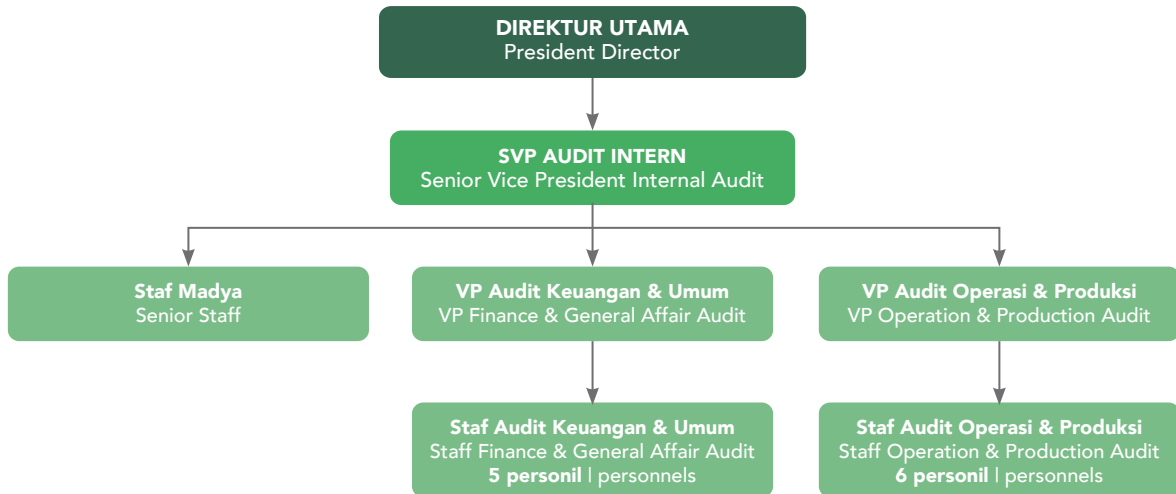 DIREKTUR UTAMA
President Director
SVP AUDIT INTERN
Senior Vice President Internal Audit
Staf Madya
Senior Staff
VP Audit Keuangan & Umum
VP Finance & General Affair Audit
VP Audit Operasi & Produksi
VP Operation & Production Audit
Staf Audit Keuangan & Umum
Staff Finance & General Affair Audit
5 personil | personnels
Staf Audit Operasi & Produksi
Staff Operation & Production Audit
6 personil | personnels